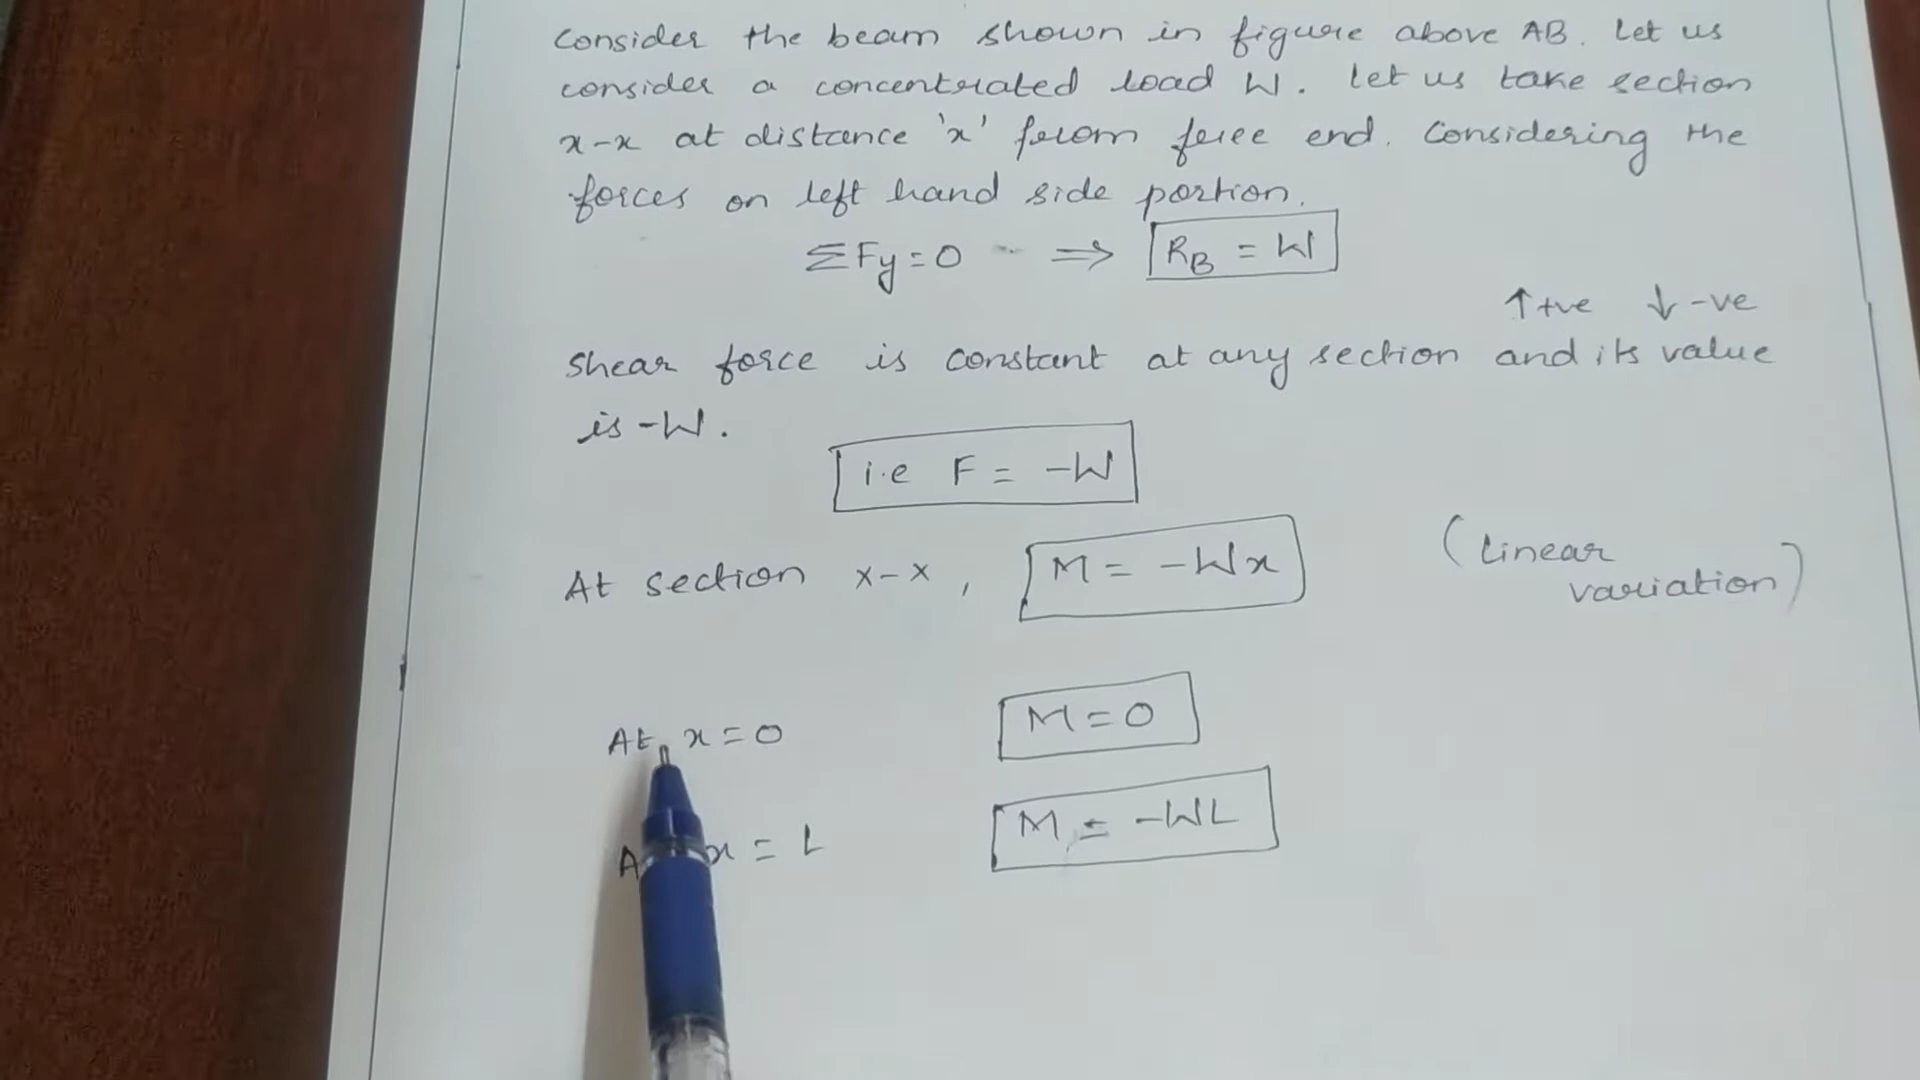 Consider the beam shown in figure above AB. Let us
consider a concentrated load W. Let us take section
x-x at distance 'x' from free end. Considering the
forces on left hand side portion.
ΣFy=0 ⇒ RB = W
↑+ve ↓-ve
Shear force is constant at any section and its value
is -W.
i.e F = -W
At section x-x, M = -Wx (linear
variation)
At x=0 M=0
x = L M = -WL